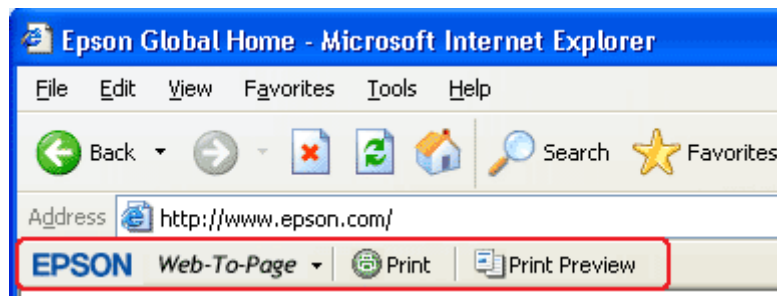 Epson Global Home - Microsoft Internet Explorer
File Edit View Favorites Tools Help
Back Search Favorites
Address http://www.epson.com/
EPSON Web-To-Page Print Print Preview